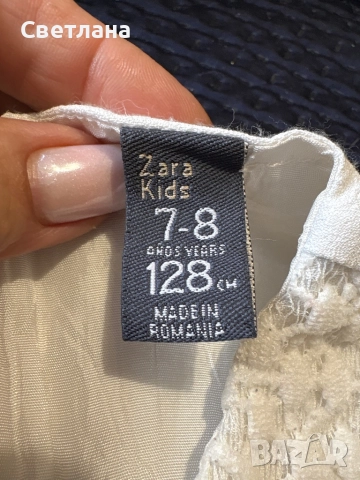 Светлана
Zara
Kids
7-8
AÑOS YEARS
128 CM
MADE IN
ROMANIA
BAZAR